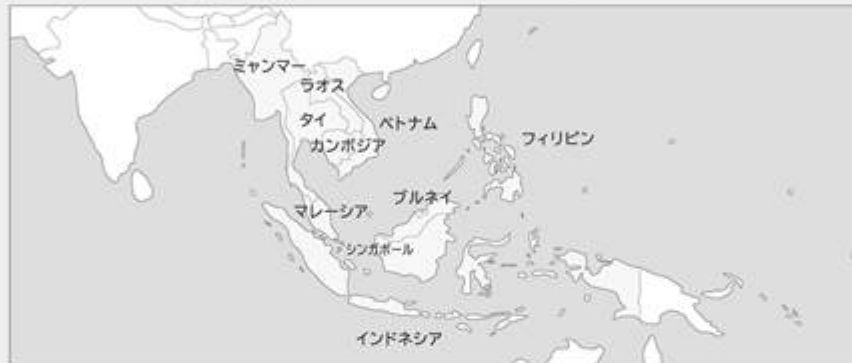 ミャンマー
ラオス
タイ
ベトナム
カンボジア
フィリピン
ブルネイ
マレーシア
シンガポール
インドネシア